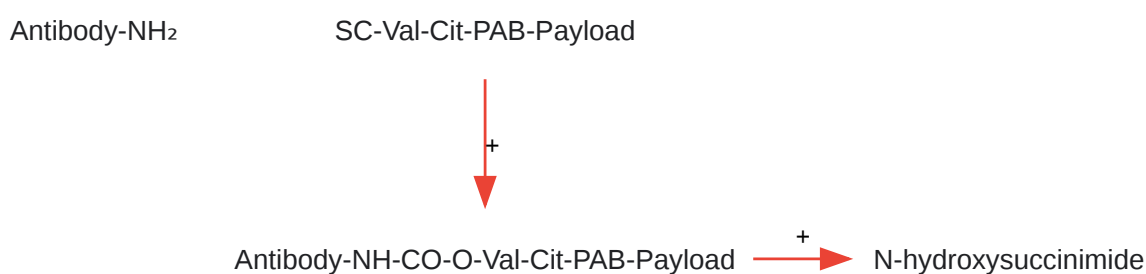 Antibody-NH₂ SC-Val-Cit-PAB-Payload
+
+
Antibody-NH-CO-O-Val-Cit-PAB-Payload N-hydroxysuccinimide